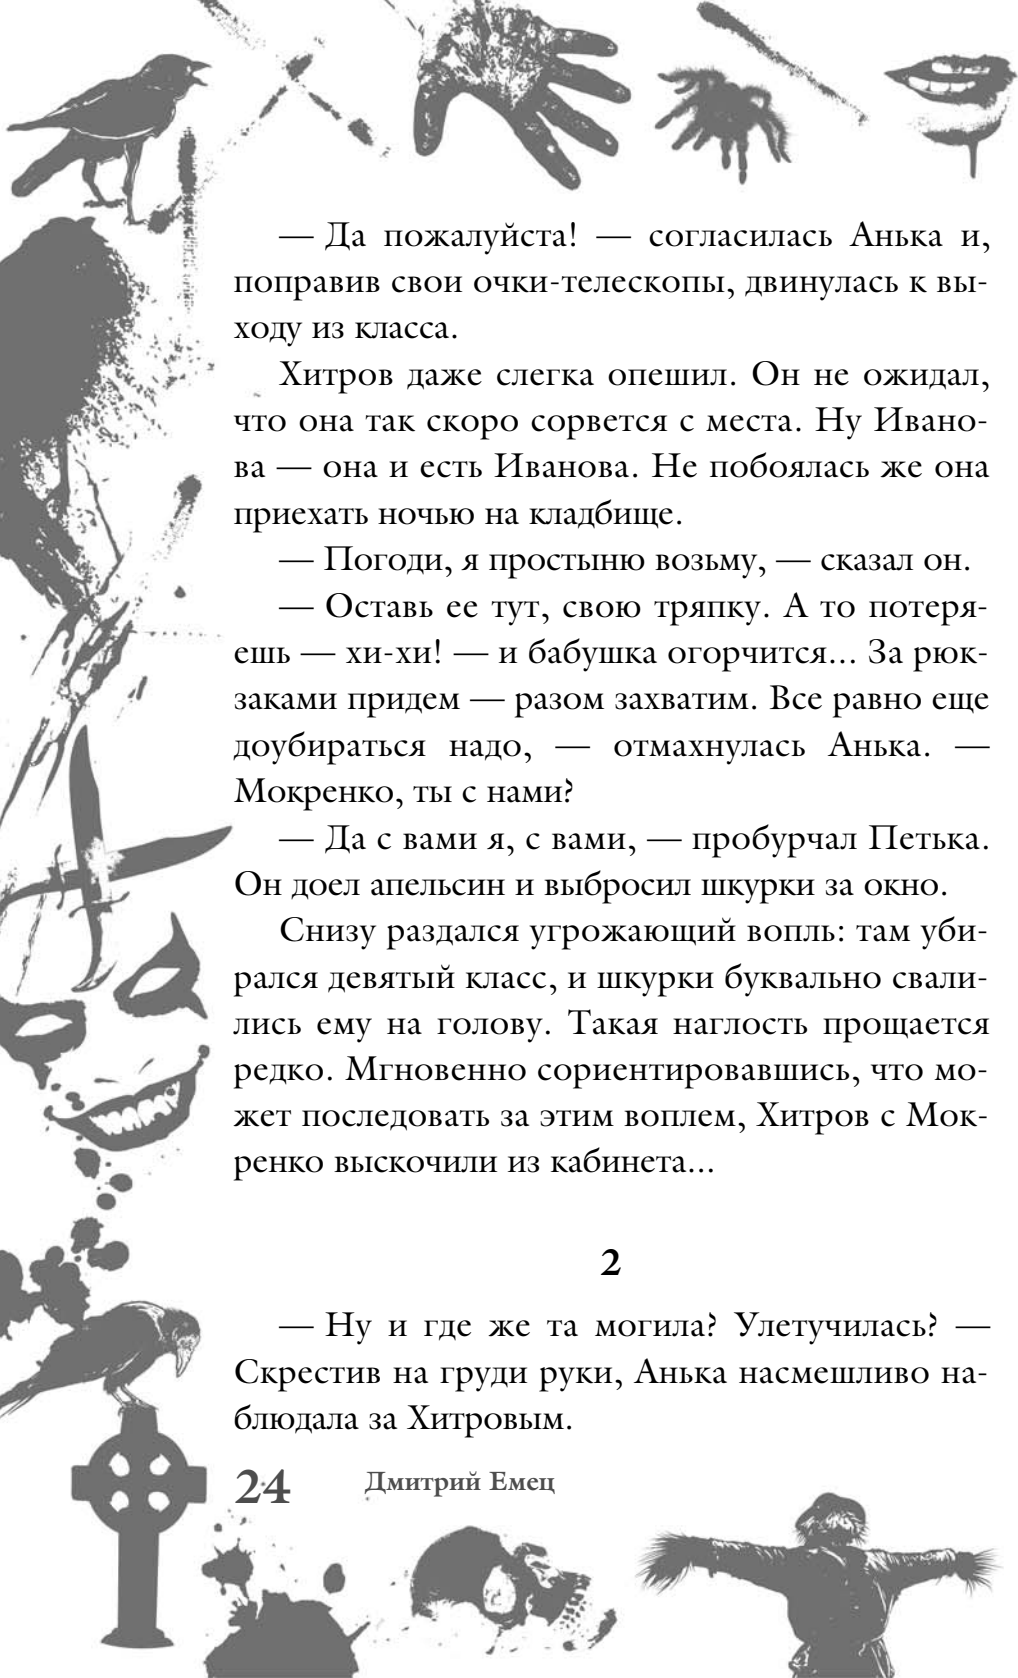 — Да пожалуйста! — согласилась Анька и,
поправив свои очки-телескопы, двинулась к вы-
ходу из класса.
Хитров даже слегка опешил. Он не ожидал,
что она так скоро сорвется с места. Ну Ивано-
ва — она и есть Иванова. Не побоялась же она
приехать ночью на кладбище.
— Погоди, я простыню возьму, — сказал он.
— Оставь ее тут, свою тряпку. А то потеря-
ешь — хи-хи! — и бабушка огорчится... За рюк-
заками придем — разом захватим. Все равно еще
доубираться надо, — отмахнулась Анька. —
Мокренко, ты с нами?
— Да с вами я, с вами, — пробурчал Петька.
Он доел апельсин и выбросил шкурки за окно.
Снизу раздался угрожающий вопль: там уби-
рался девятый класс, и шкурки буквально свали-
лись ему на голову. Такая наглость прощается
редко. Мгновенно сориентировавшись, что мо-
жет последовать за этим воплем, Хитров с Мок-
ренко выскочили из кабинета...
2
— Ну и где же та могила? Улетучилась? —
Скрестив на груди руки, Анька насмешливо на-
блюдала за Хитровым.
24 Дмитрий Емец